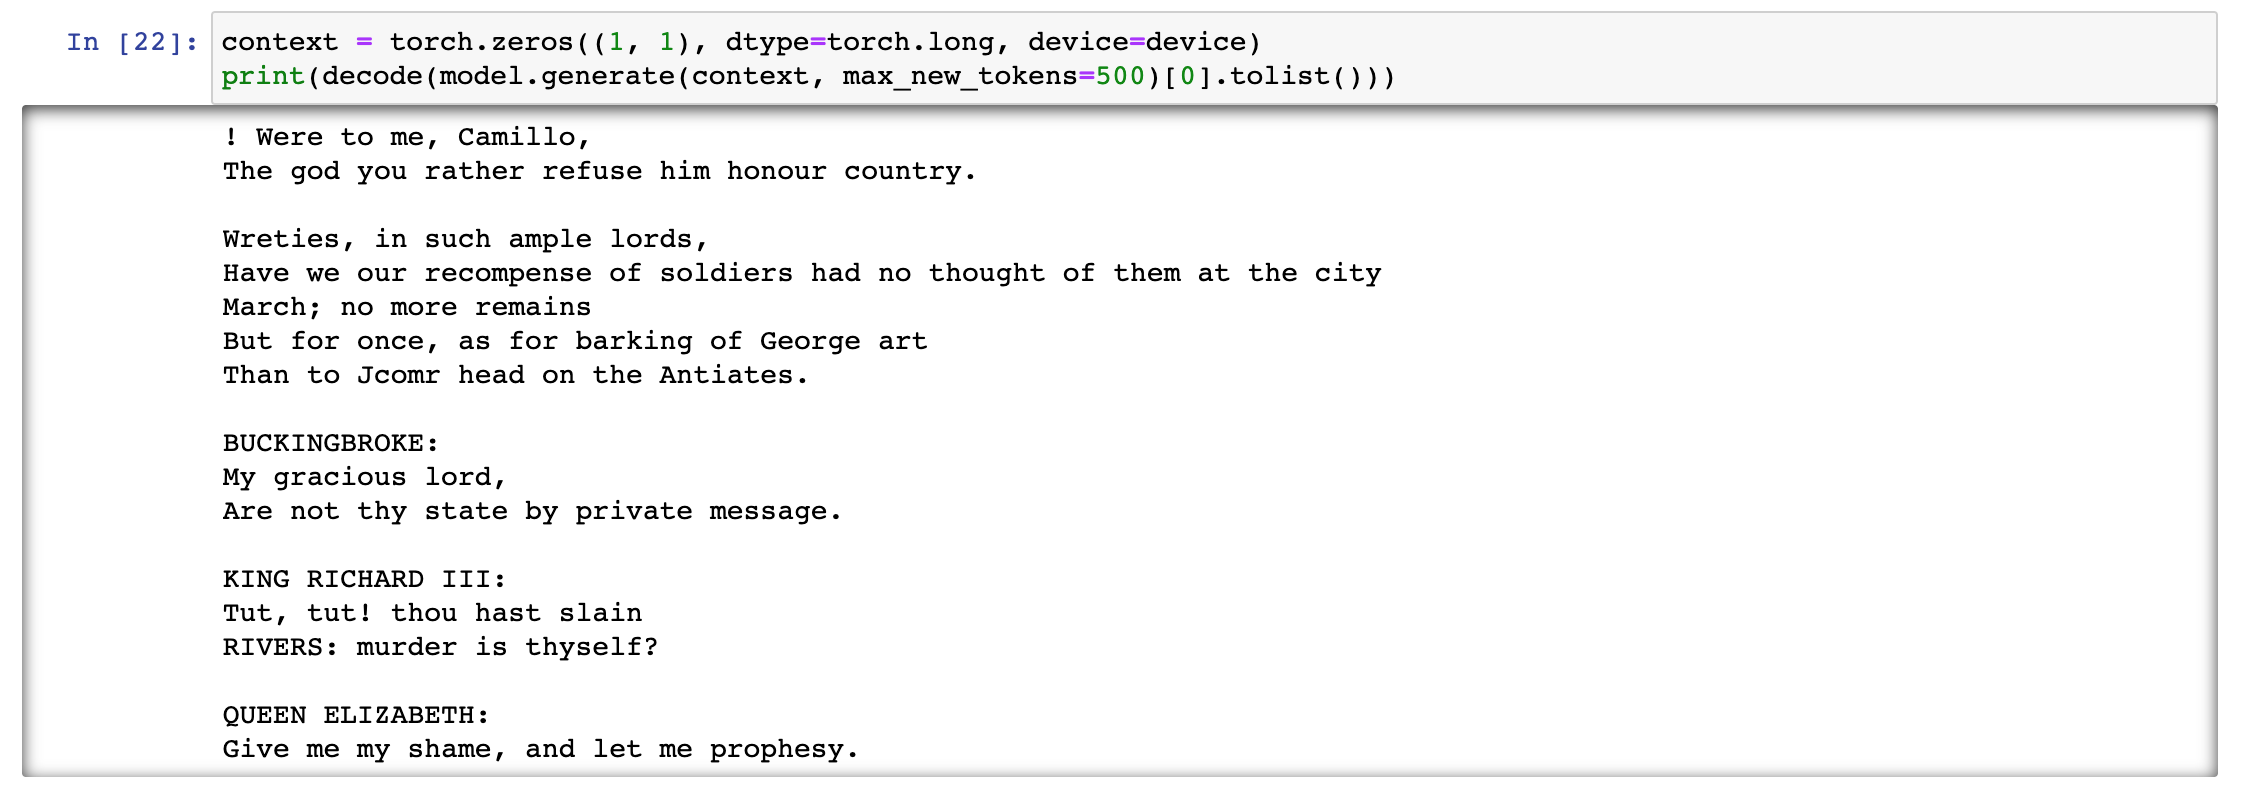 In [22]: context = torch.zeros((1, 1), dtype=torch.long, device=device)
print(decode(model.generate(context, max_new_tokens=500)[0].tolist()))
! Were to me, Camillo,
The god you rather refuse him honour country.

Wreties, in such ample lords,
Have we our recompense of soldiers had no thought of them at the city
March; no more remains
But for once, as for barking of George art
Than to Jcomr head on the Antiates.

BUCKINGBROKE:
My gracious lord,
Are not thy state by private message.

KING RICHARD III:
Tut, tut! thou hast slain
RIVERS: murder is thyself?

QUEEN ELIZABETH:
Give me my shame, and let me prophesy.